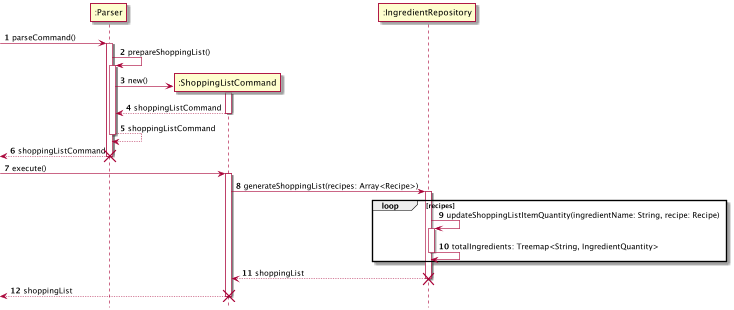 :Parser
:IngredientRepository
1 parseCommand()
2 prepareShoppingList()
3 new()
:ShoppingListCommand
4 shoppingListCommand
5 shoppingListCommand
6 shoppingListCommand
7 execute()
8 generateShoppingList(recipes: Array<Recipe>)
loop [recipes]
9 updateShoppingListItemQuantity(ingredientName: String, recipe: Recipe)
10 totalIngredients: Treemap<String, IngredientQuantity>
11 shoppingList
12 shoppingList